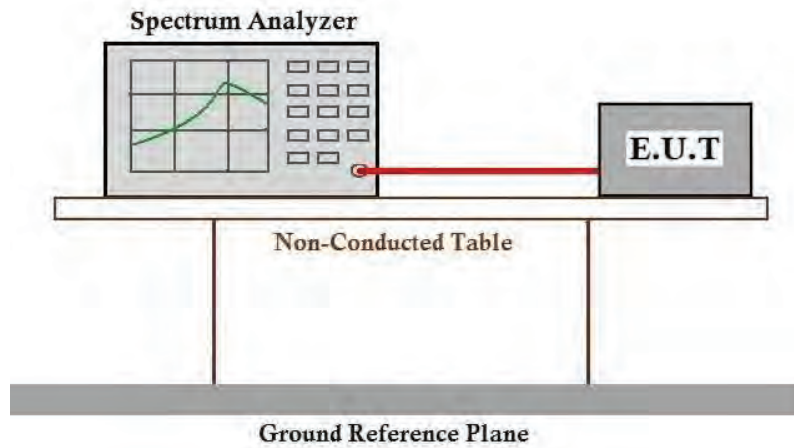 Spectrum Analyzer
E.U.T
Non-Conducted Table
Ground Reference Plane